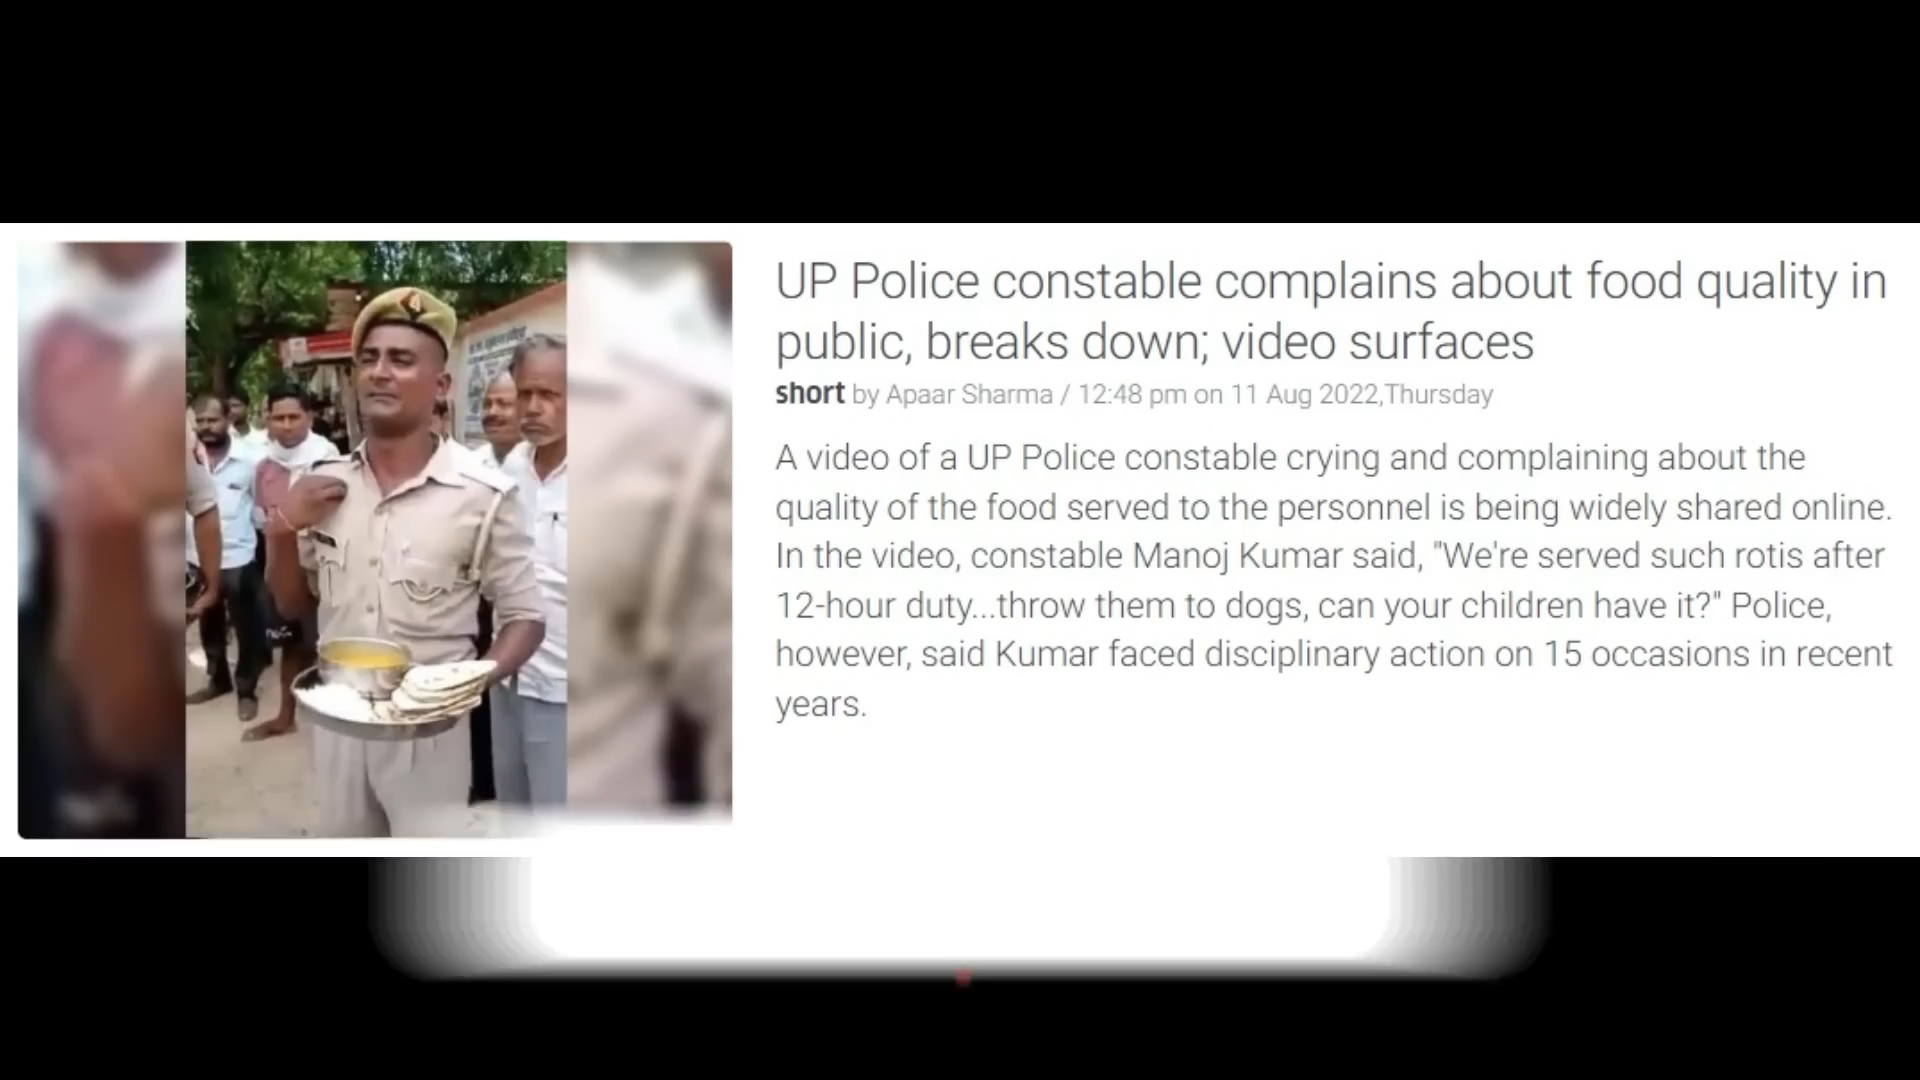 UP Police constable complains about food quality in
public, breaks down; video surfaces
short by Apaar Sharma / 12:48 pm on 11 Aug 2022,Thursday
A video of a UP Police constable crying and complaining about the
quality of the food served to the personnel is being widely shared online.
In the video, constable Manoj Kumar said, "We're served such rotis after
12-hour duty...throw them to dogs, can your children have it?" Police,
however, said Kumar faced disciplinary action on 15 occasions in recent
years.